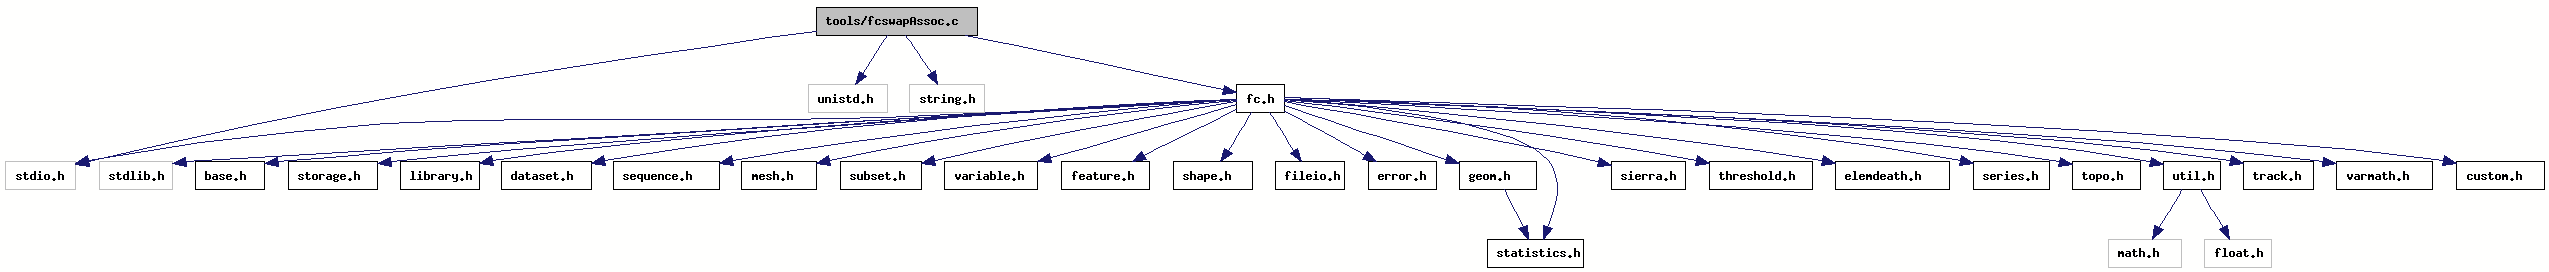 tools/fcswapAssoc.c
unistd.h
string.h
fc.h
stdio.h
stdlib.h
base.h
storage.h
library.h
dataset.h
sequence.h
mesh.h
subset.h
variable.h
feature.h
shape.h
fileio.h
error.h
geom.h
sierra.h
threshold.h
elemdeath.h
series.h
topo.h
util.h
track.h
varmath.h
custom.h
statistics.h
math.h
float.h